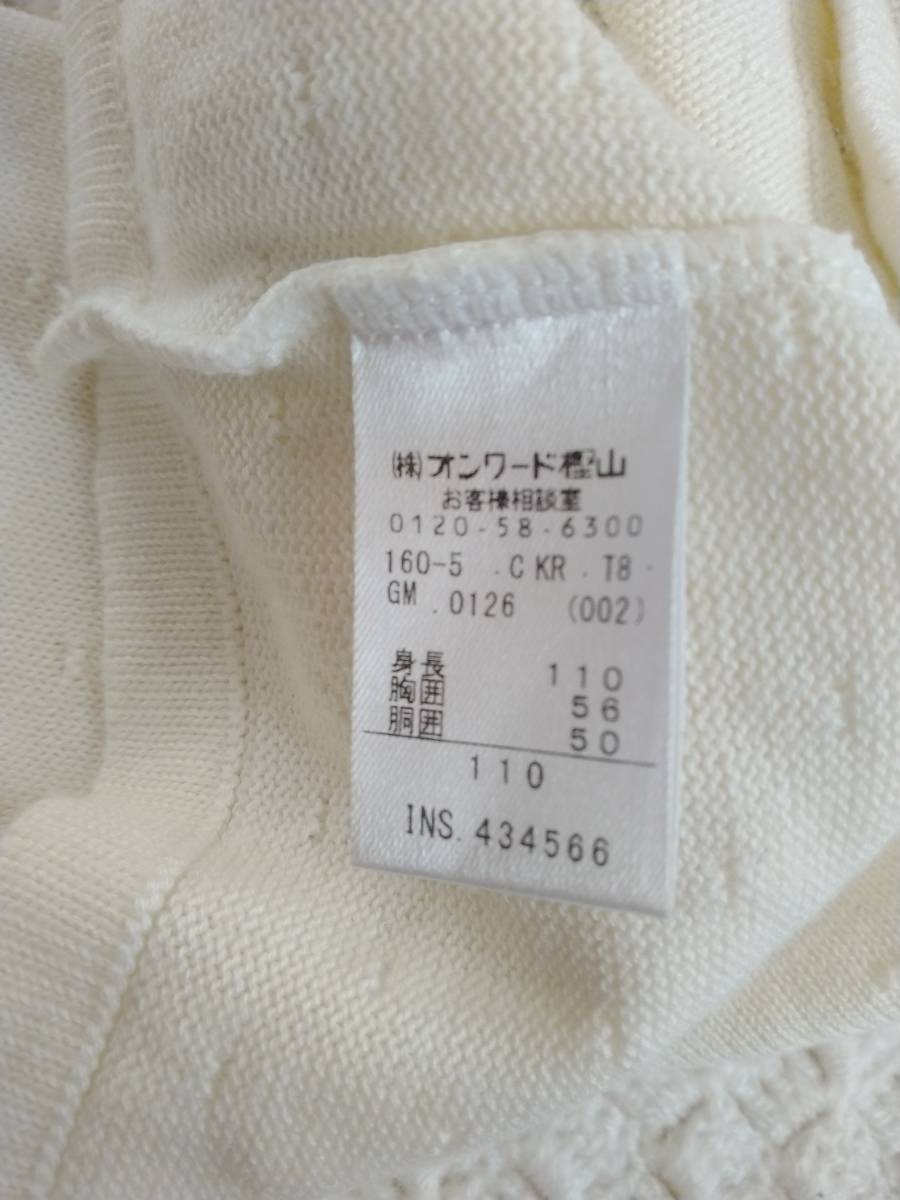 ㈱オンワード樫山
お客様相談室
0120-58-6300
160-5 .CKR . T8 .
GM .0126 (002)
身長 110
胸囲 56
胴囲 50
110
INS. 434566